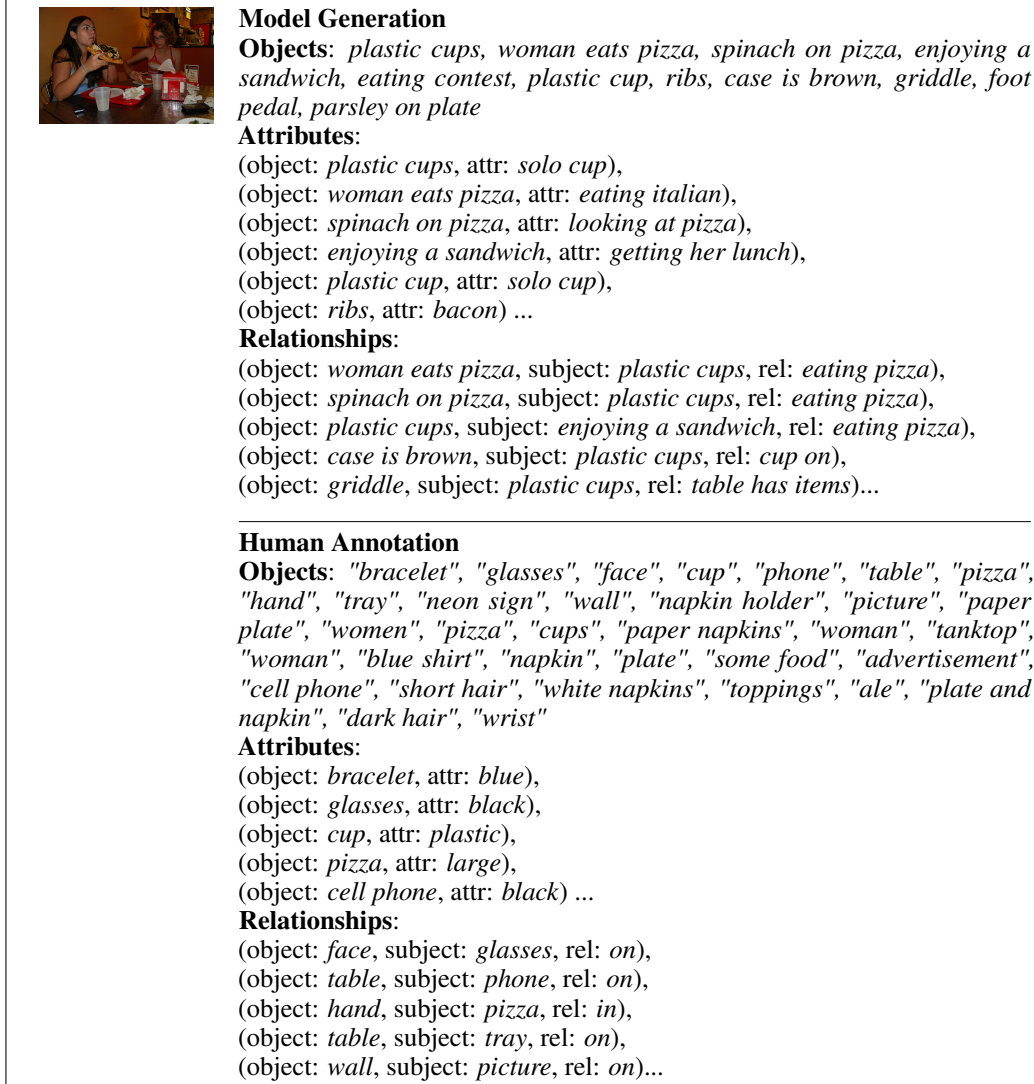 Model Generation
Objects: plastic cups, woman eats pizza, spinach on pizza, enjoying a
sandwich, eating contest, plastic cup, ribs, case is brown, griddle, foot
pedal, parsley on plate
Attributes:
(object: plastic cups, attr: solo cup),
(object: woman eats pizza, attr: eating italian),
(object: spinach on pizza, attr: looking at pizza),
(object: enjoying a sandwich, attr: getting her lunch),
(object: plastic cup, attr: solo cup),
(object: ribs, attr: bacon) ...
Relationships:
(object: woman eats pizza, subject: plastic cups, rel: eating pizza),
(object: spinach on pizza, subject: plastic cups, rel: eating pizza),
(object: plastic cups, subject: enjoying a sandwich, rel: eating pizza),
(object: case is brown, subject: plastic cups, rel: cup on),
(object: griddle, subject: plastic cups, rel: table has items)...
Human Annotation
Objects: "bracelet", "glasses", "face", "cup", "phone", "table", "pizza",
"hand", "tray", "neon sign", "wall", "napkin holder", "picture", "paper
plate", "women", "pizza", "cups", "paper napkins", "woman", "tanktop",
"woman", "blue shirt", "napkin", "plate", "some food", "advertisement",
"cell phone", "short hair", "white napkins", "toppings", "ale", "plate and
napkin", "dark hair", "wrist"
Attributes:
(object: bracelet, attr: blue),
(object: glasses, attr: black),
(object: cup, attr: plastic),
(object: pizza, attr: large),
(object: cell phone, attr: black) ...
Relationships:
(object: face, subject: glasses, rel: on),
(object: table, subject: phone, rel: on),
(object: hand, subject: pizza, rel: in),
(object: table, subject: tray, rel: on),
(object: wall, subject: picture, rel: on)...